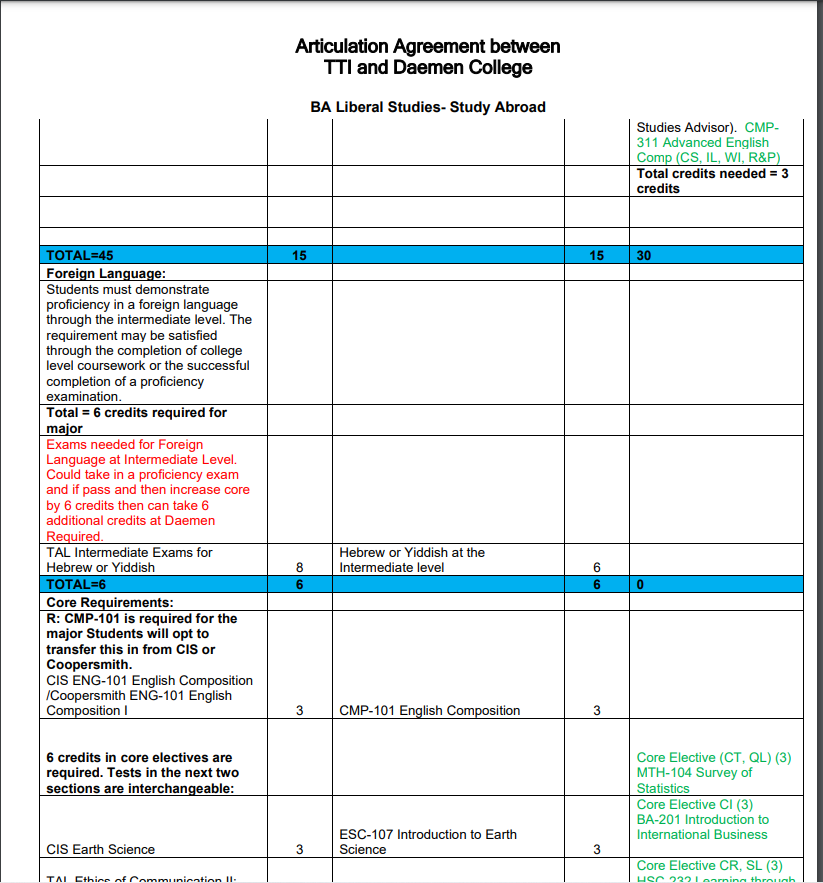 Articulation Agreement between
TTI and Daemen College
BA Liberal Studies- Study Abroad
Studies Advisor). CMP-
311 Advanced English
Comp (CS, IL, WI, R&P)
Total credits needed = 3
credits
TOTAL=45 15 15 30
Foreign Language:
Students must demonstrate
proficiency in a foreign language
through the intermediate level. The
requirement may be satisfied
through the completion of college
level coursework or the successful
completion of a proficiency
examination.
Total = 6 credits required for
major
Exams needed for Foreign
Language at Intermediate Level.
Could take in a proficiency exam
and if pass and then increase core
by 6 credits then can take 6
additional credits at Daemen
Required.
TAL Intermediate Exams for
Hebrew or Yiddish
8
Hebrew or Yiddish at the
Intermediate level
6
TOTAL=6 6 6 0
Core Requirements:
R: CMP-101 is required for the
major Students will opt to
transfer this in from CIS or
Coopersmith.
CIS ENG-101 English Composition
/Coopersmith ENG-101 English
Composition I
3
CMP-101 English Composition
3
6 credits in core electives are
required. Tests in the next two
sections are interchangeable:
Core Elective (CT, QL) (3)
MTH-104 Survey of
Statistics
CIS Earth Science
3
ESC-107 Introduction to Earth
Science
3
Core Elective CI (3)
BA-201 Introduction to
International Business
TAL Ethics of Communication II:
Core Elective CR, SL (3)
HSC-232 Learning through